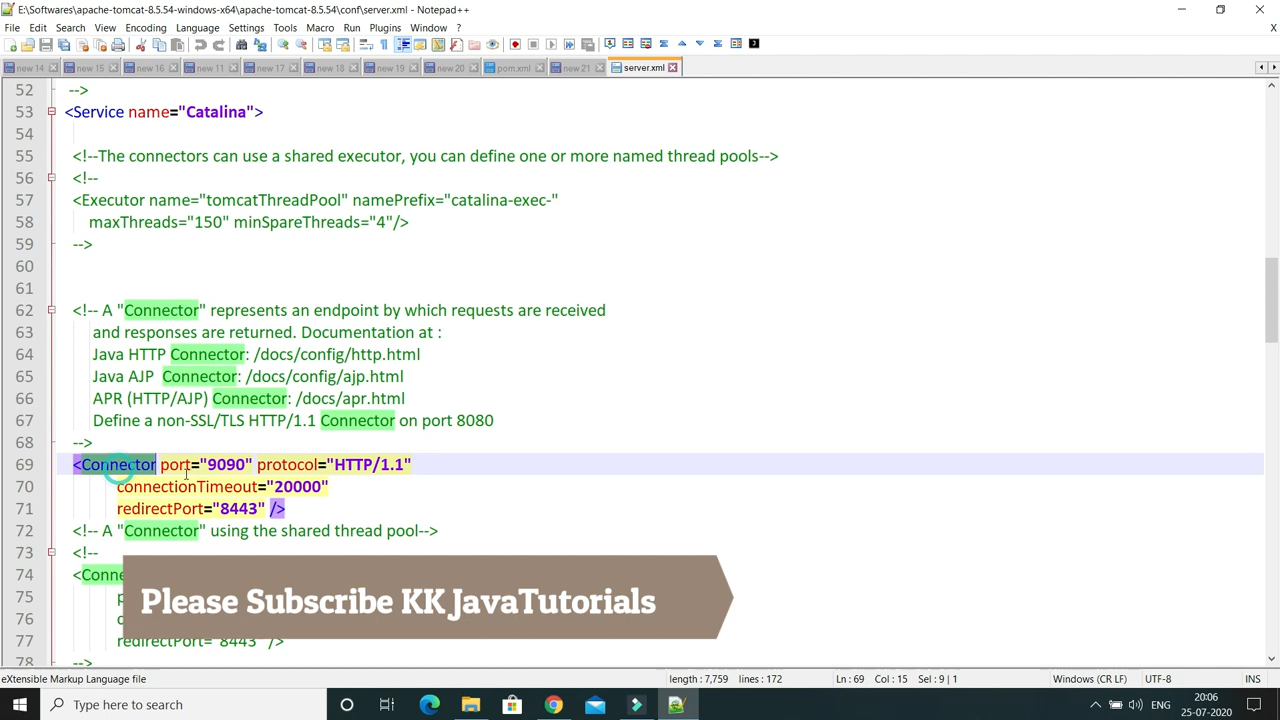 E:\Softwares\apache-tomcat-8.5.54-windows-x64\apache-tomcat-8.5.54\conf\server.xml - Notepad++
File Edit Search View Encoding Language Settings Tools Macro Run Plugins Window ? X
new 14 new 15 new 16 new 11 new 17 new 18 new 19 new 20 pom.xml new 21 server.xml
52 -->
53 <Service name="Catalina">
54
55 <!--The connectors can use a shared executor, you can define one or more named thread pools-->
56 <!--
57 <Executor name="tomcatThreadPool" namePrefix="catalina-exec-"
58 maxThreads="150" minSpareThreads="4"/>
59 -->
60
61
62 <!-- A "Connector" represents an endpoint by which requests are received
63 and responses are returned. Documentation at :
64 Java HTTP Connector: /docs/config/http.html
65 Java AJP  Connector: /docs/config/ajp.html
66 APR (HTTP/AJP) Connector: /docs/apr.html
67 Define a non-SSL/TLS HTTP/1.1 Connector on port 8080
68 -->
69 <Connector port="9090" protocol="HTTP/1.1"
70 connectionTimeout="20000"
71 redirectPort="8443" />
72 <!-- A "Connector" using the shared thread pool-->
73 <!--
74 <Conne
75 p
76 c
77 redirectPort="8443" />
78 -->
Please Subscribe KK JavaTutorials
eXtensible Markup Language file length : 7,759 lines : 172 Ln : 69 Col : 15 Sel : 9 | 1 Windows (CR LF) UTF-8 INS
Type here to search ENG 20:06
25-07-2020